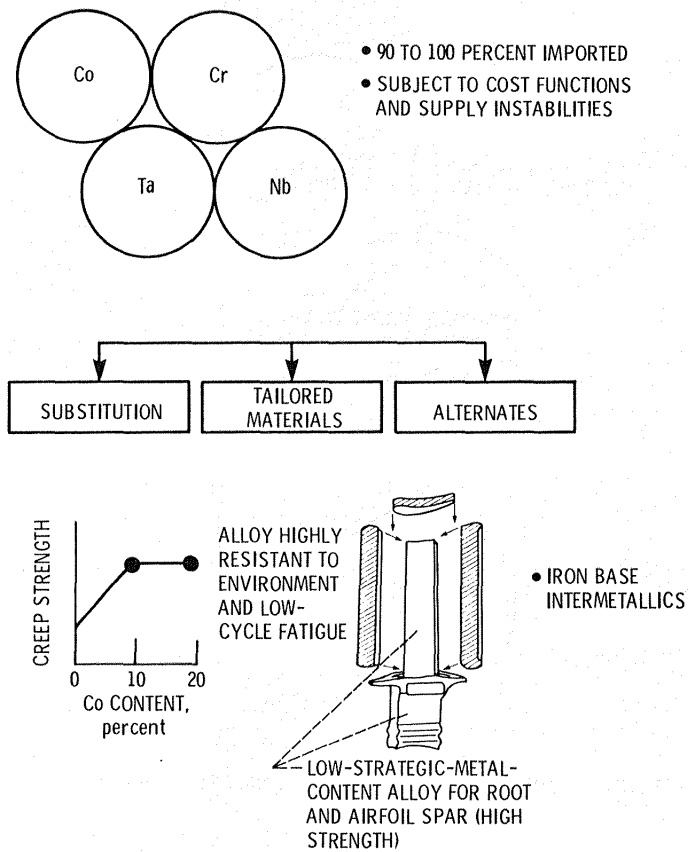 Co
Cr
Ta
Nb
• 90 TO 100 PERCENT IMPORTED
• SUBJECT TO COST FUNCTIONS
AND SUPPLY INSTABILITIES
SUBSTITUTION
TAILORED
MATERIALS
ALTERNATES
CREEP STRENGTH
0
10
20
Co CONTENT,
percent
ALLOY HIGHLY
RESISTANT TO
ENVIRONMENT
AND LOW-
CYCLE FATIGUE
• IRON BASE
INTERMETALLICS
LOW-STRATEGIC-METAL-
CONTENT ALLOY FOR ROOT
AND AIRFOIL SPAR (HIGH
STRENGTH)